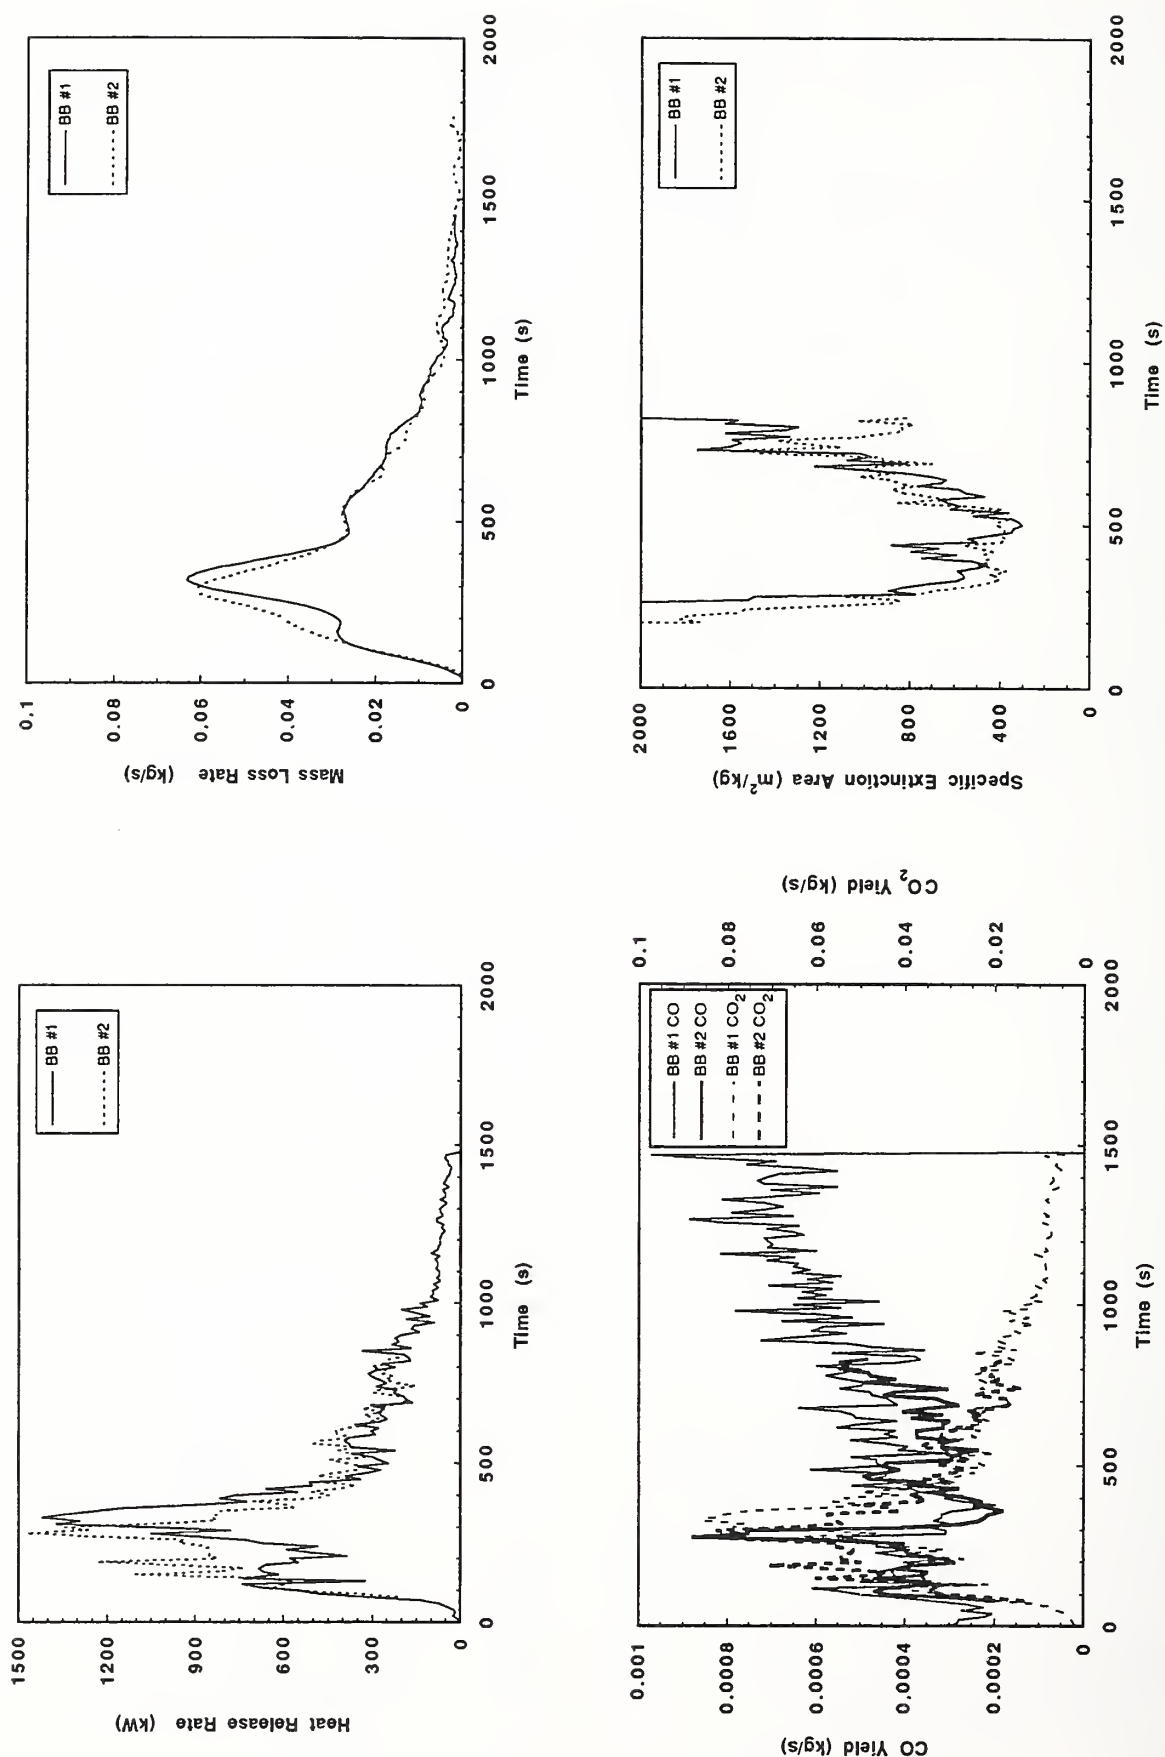 1500
1200
900
600
300
0
Heat Release Rate (kW)
0
500
1000
1500
2000
Time (s)
BB #1
BB #2
0.1
0.08
0.06
0.04
0.02
0
Mass Loss Rate (kg/s)
0
500
1000
1500
2000
Time (s)
BB #1
BB #2
0.001
0.0008
0.0006
0.0004
0.0002
0
CO Yield (kg/s)
0
500
1000
1500
2000
Time (s)
BB #1 CO
BB #2 CO
BB #1 CO₂
BB #2 CO₂
0.1
0.08
0.06
0.04
0.02
0
CO₂ Yield (kg/s)
2000
1600
1200
800
400
0
Specific Extinction Area (m²/kg)
0
500
1000
1500
2000
Time (s)
BB #1
BB #2